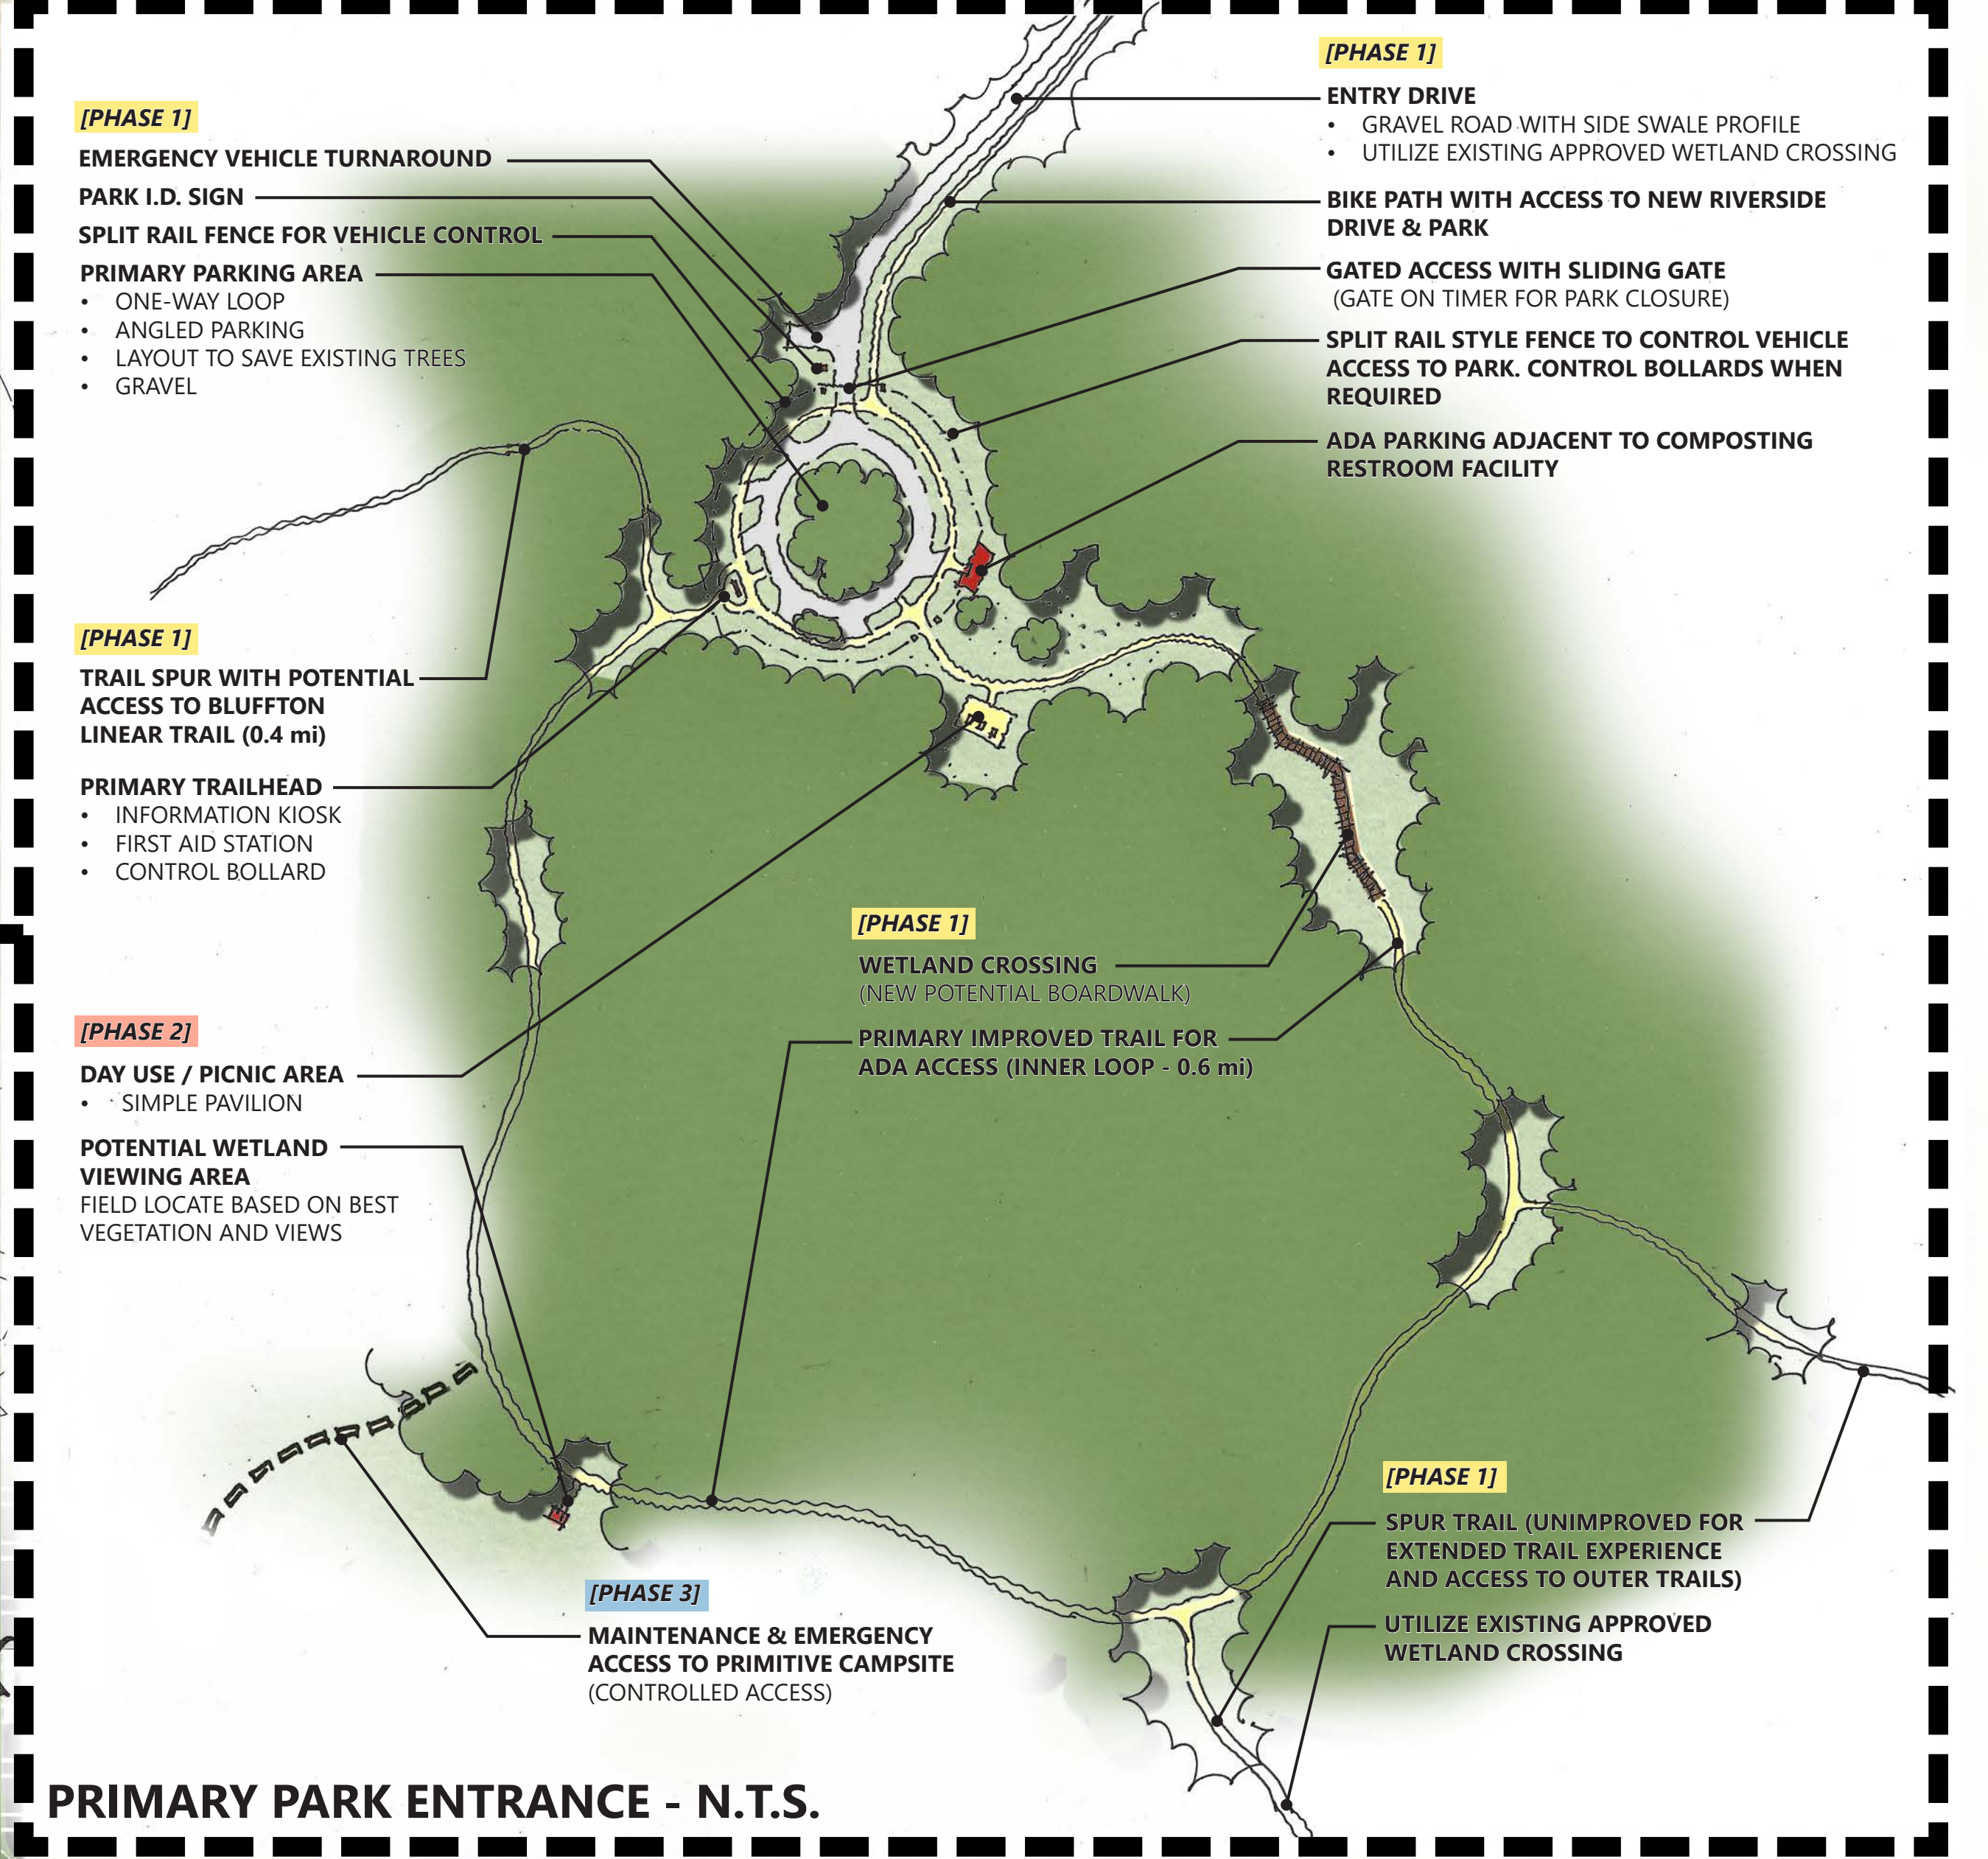 [PHASE 1]
EMERGENCY VEHICLE TURNAROUND
PARK I.D. SIGN
SPLIT RAIL FENCE FOR VEHICLE CONTROL
PRIMARY PARKING AREA
• ONE-WAY LOOP
• ANGLED PARKING
• LAYOUT TO SAVE EXISTING TREES
• GRAVEL
[PHASE 1]
ENTRY DRIVE
• GRAVEL ROAD WITH SIDE SWALE PROFILE
• UTILIZE EXISTING APPROVED WETLAND CROSSING
BIKE PATH WITH ACCESS TO NEW RIVERSIDE
DRIVE & PARK
GATED ACCESS WITH SLIDING GATE
(GATE ON TIMER FOR PARK CLOSURE)
SPLIT RAIL STYLE FENCE TO CONTROL VEHICLE
ACCESS TO PARK. CONTROL BOLLARDS WHEN
REQUIRED
ADA PARKING ADJACENT TO COMPOSTING
RESTROOM FACILITY
[PHASE 1]
TRAIL SPUR WITH POTENTIAL
ACCESS TO BLUFFTON
LINEAR TRAIL (0.4 mi)
PRIMARY TRAILHEAD
• INFORMATION KIOSK
• FIRST AID STATION
• CONTROL BOLLARD
[PHASE 1]
WETLAND CROSSING
(NEW POTENTIAL BOARDWALK)
PRIMARY IMPROVED TRAIL FOR
ADA ACCESS (INNER LOOP - 0.6 mi)
[PHASE 2]
DAY USE / PICNIC AREA
• SIMPLE PAVILION
POTENTIAL WETLAND
VIEWING AREA
FIELD LOCATE BASED ON BEST
VEGETATION AND VIEWS
[PHASE 1]
SPUR TRAIL (UNIMPROVED FOR
EXTENDED TRAIL EXPERIENCE
AND ACCESS TO OUTER TRAILS)
UTILIZE EXISTING APPROVED
WETLAND CROSSING
[PHASE 3]
MAINTENANCE & EMERGENCY
ACCESS TO PRIMITIVE CAMPSITE
(CONTROLLED ACCESS)
PRIMARY PARK ENTRANCE - N.T.S.